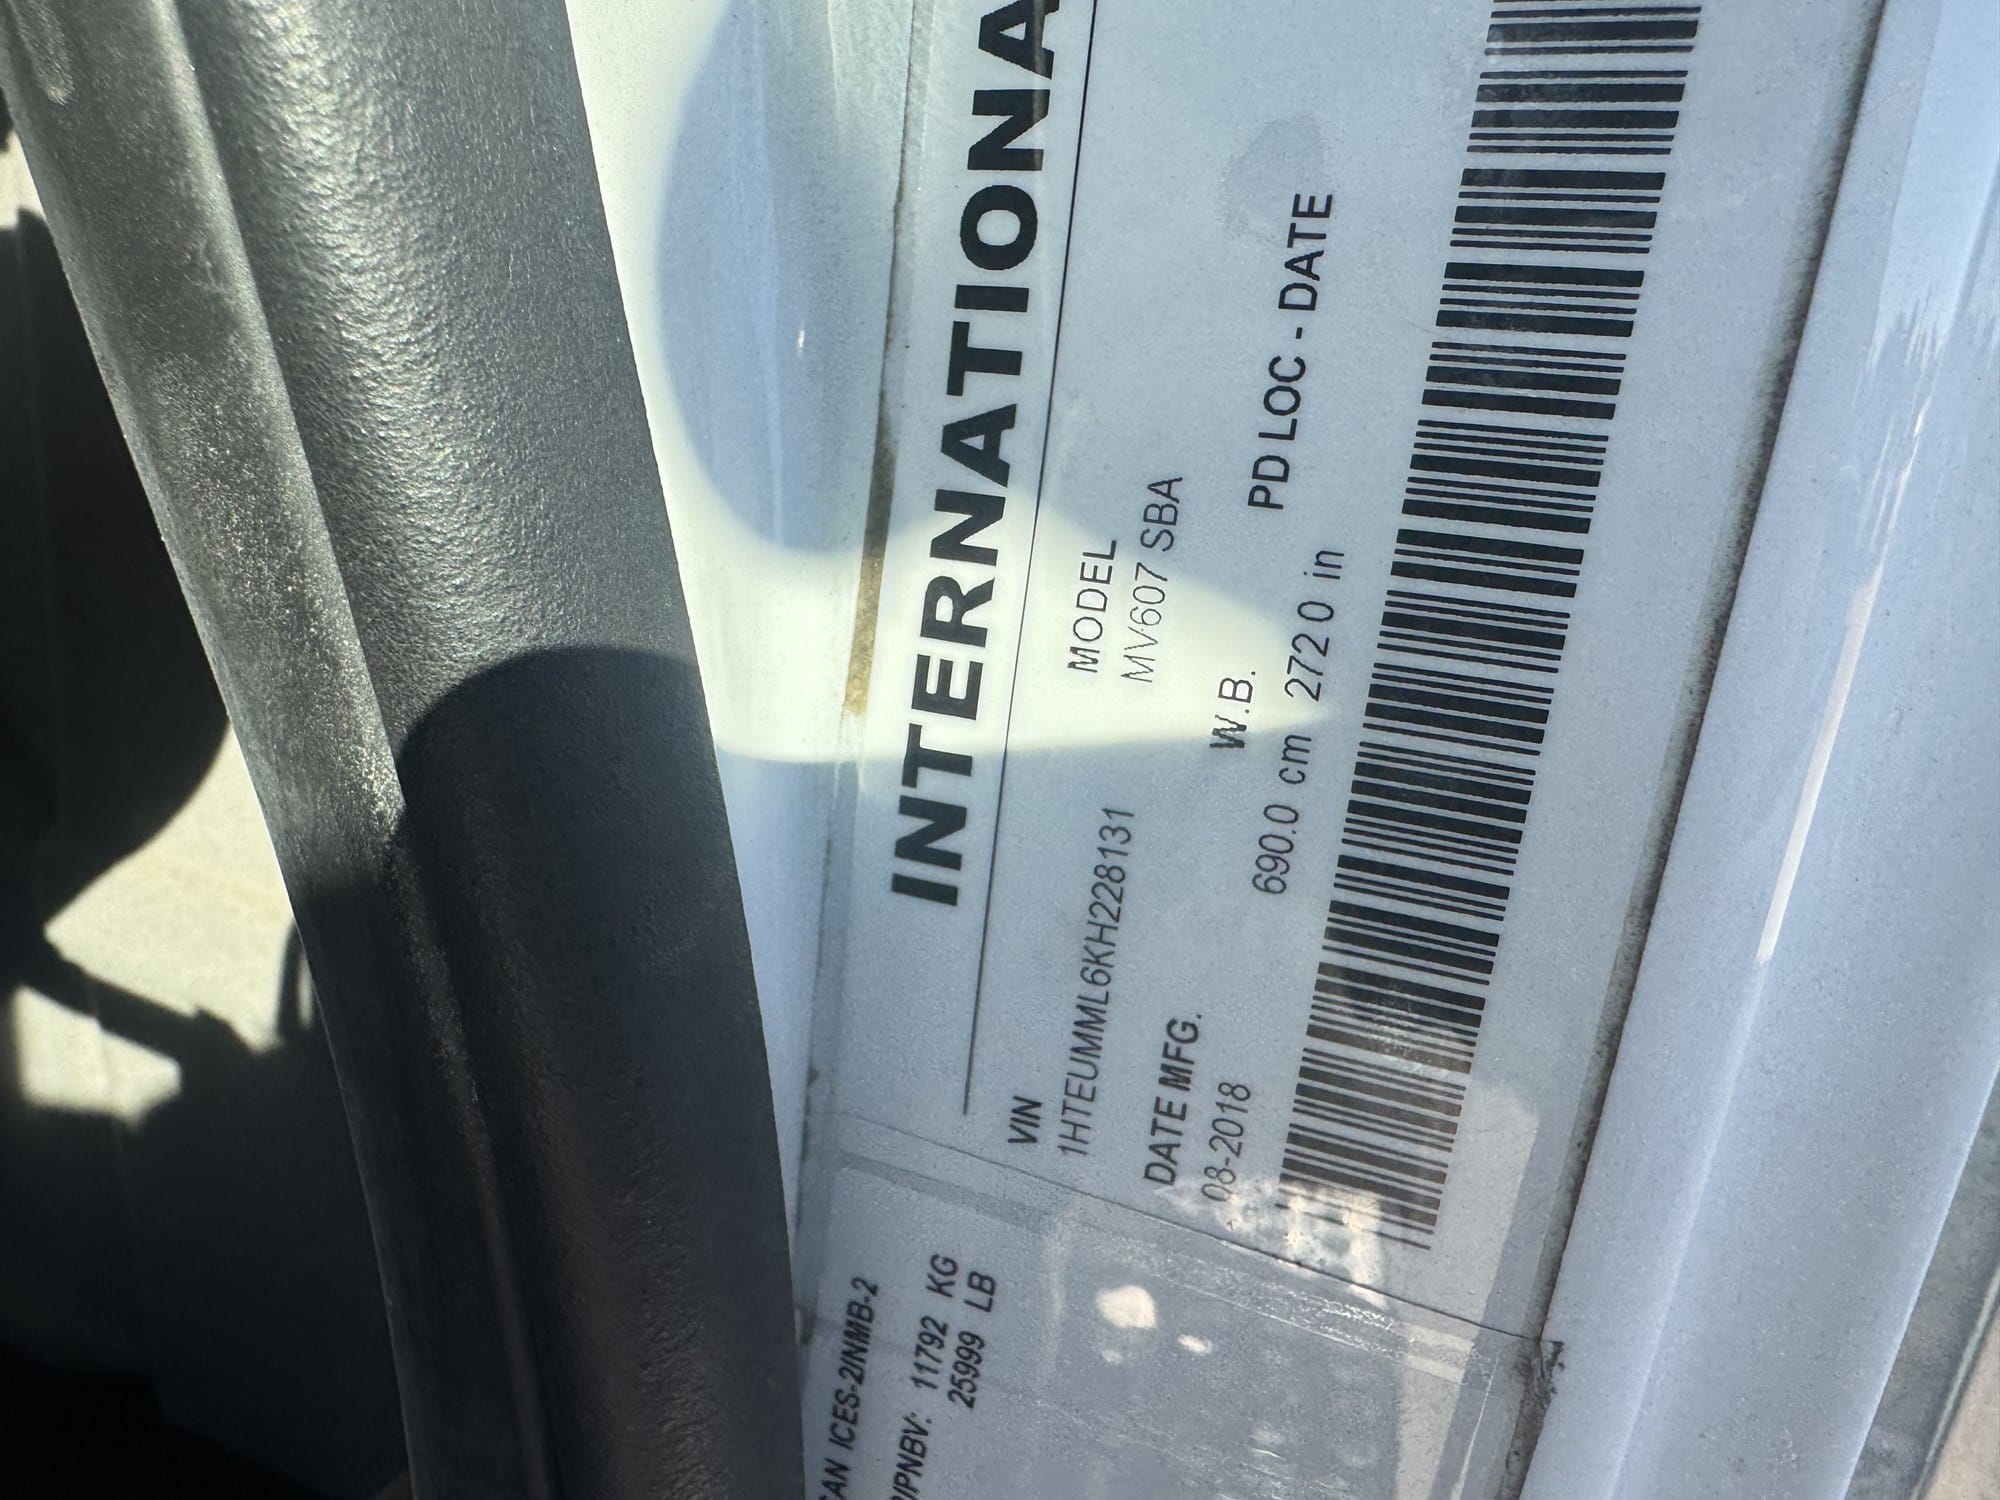 INTERNATIONA
VIN
1HTEUMML6KH228131
MODEL
MV607 SBA
DATE MFG.
08-2018
W.B.
690.0 cm 272 0 in
PD LOC - DATE
CAN ICES-2/NMB-2
/PNBV: 11792 KG
25999 LB